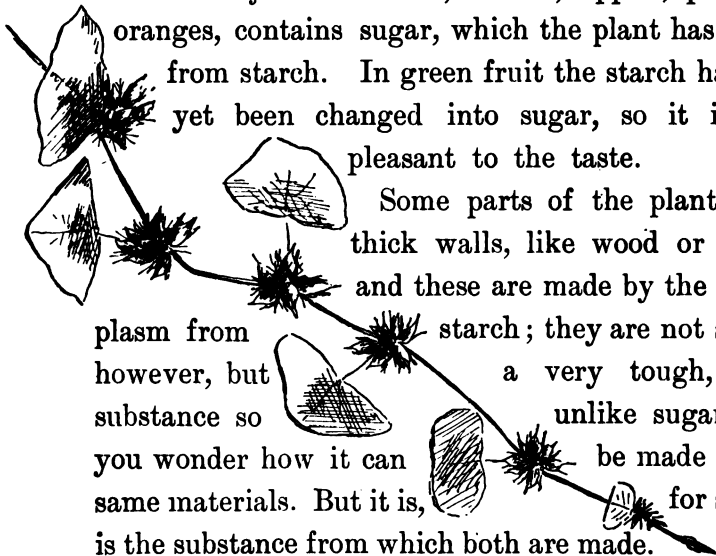 oranges, contains sugar, which the plant has
from starch. In green fruit the starch
yet been changed into sugar, so it
pleasant to the taste.
Some parts of the plant
thick walls, like wood or
and these are made by the
plasm from starch; they are not
however, but a very tough,
substance so unlike sugar
you wonder how it can be made
same materials. But it is, for
is the substance from which both are made.